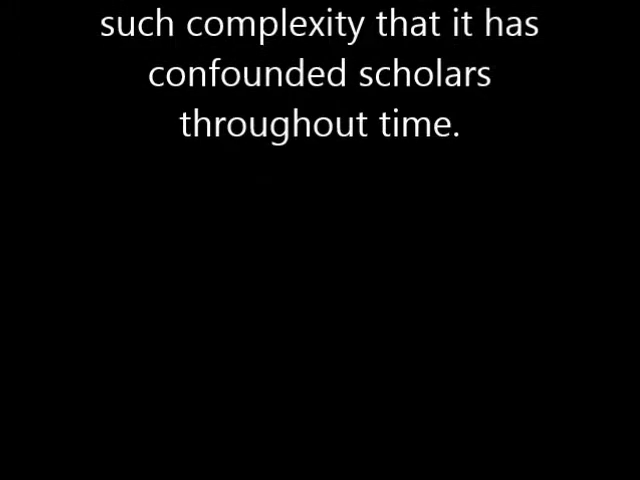 such complexity that it has
confounded scholars
throughout time.